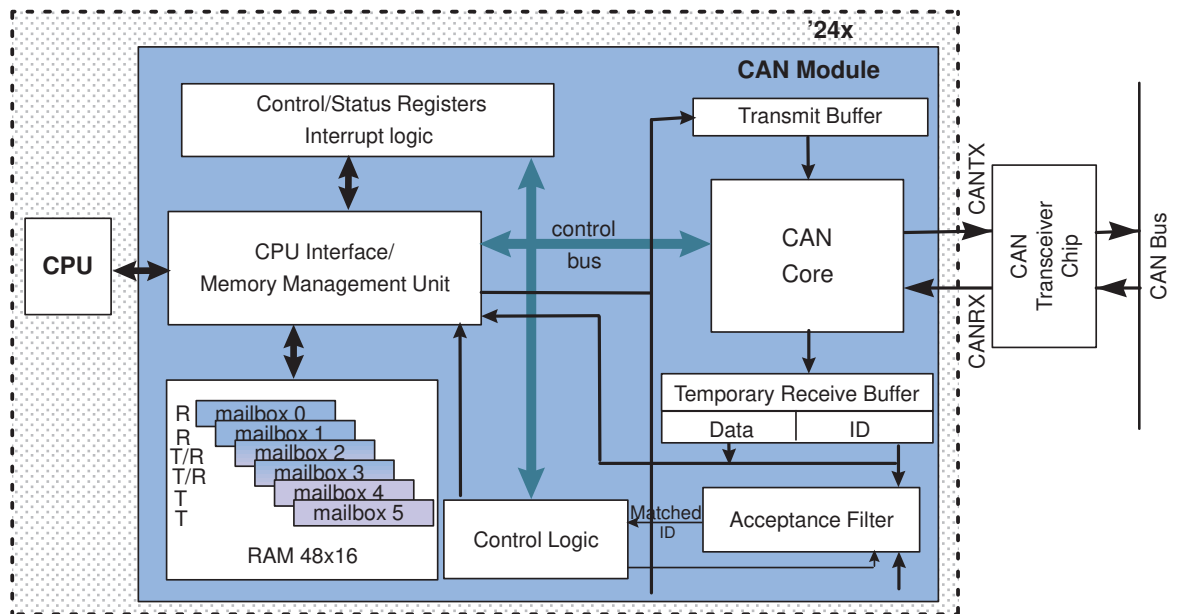 '24x
CAN Module
Control/Status Registers
Interrupt logic
Transmit Buffer
CPU
CPU Interface/
Memory Management Unit
control
bus
CAN
Core
CANTX
CANRX
CAN
Transceiver
Chip
CAN Bus
R
mailbox 0
R
mailbox 1
T/R
mailbox 2
T/R
mailbox 3
T
mailbox 4
T
mailbox 5
RAM 48x16
Temporary Receive Buffer
Data
ID
Control Logic
Matched
ID
Acceptance Filter